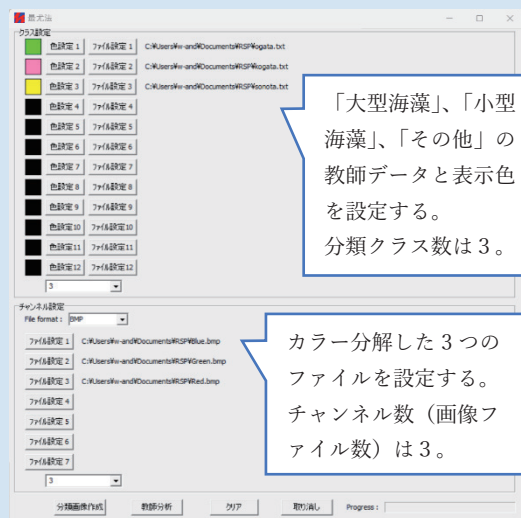 最尤法
クラス設定
色設定 1 ファイル設定 1 C:¥Users¥w-and¥Documents¥RSP¥ogata.txt
色設定 2 ファイル設定 2 C:¥Users¥w-and¥Documents¥RSP¥kogata.txt
色設定 3 ファイル設定 3 C:¥Users¥w-and¥Documents¥RSP¥sonota.txt
色設定 4 ファイル設定 4
色設定 5 ファイル設定 5
色設定 6 ファイル設定 6
色設定 7 ファイル設定 7
色設定 8 ファイル設定 8
色設定 9 ファイル設定 9
色設定10 ファイル設定10
色設定11 ファイル設定11
色設定12 ファイル設定12
3
「大型海藻」、「小型
海藻」、「その他」の
教師データと表示色
を設定する。
分類クラス数は３。
チャンネル設定
File format : BMP
ファイル設定 1 C:¥Users¥w-and¥Documents¥RSP¥Blue.bmp
ファイル設定 2 C:¥Users¥w-and¥Documents¥RSP¥Green.bmp
ファイル設定 3 C:¥Users¥w-and¥Documents¥RSP¥Red.bmp
ファイル設定 4
ファイル設定 5
ファイル設定 6
ファイル設定 7
3
カラー分解した３つの
ファイルを設定する。
チャンネル数（画像フ
ァイル数）は３。
分類画像作成 教師分析 クリア 取り消し Progress :